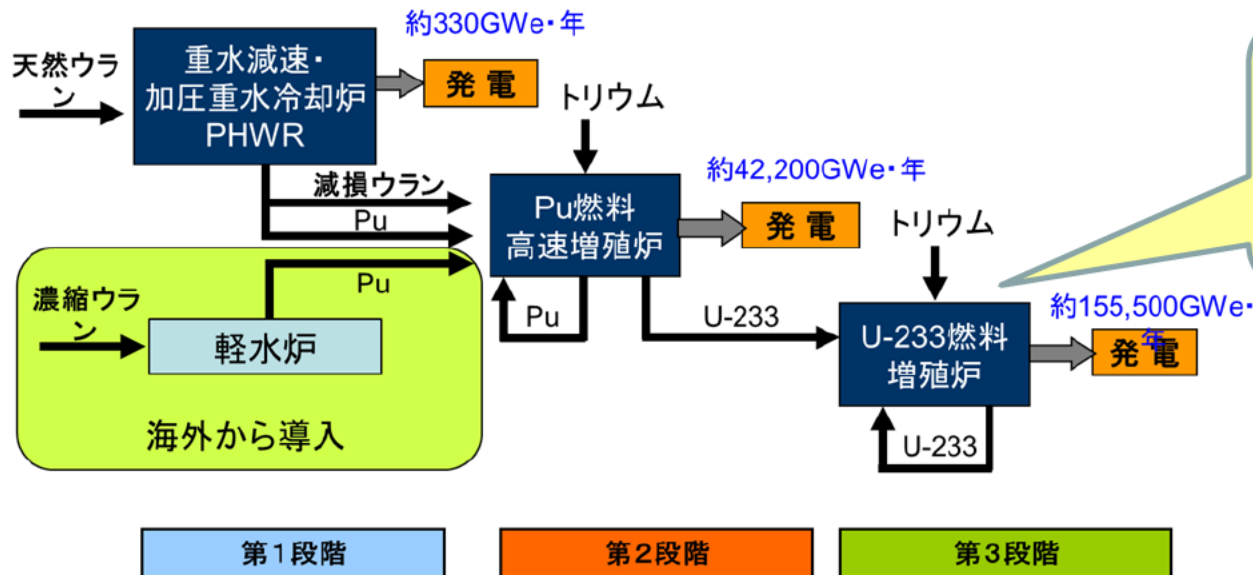 約330GWe・年
天然ウラ
ン
重水減速・
加圧重水冷却炉
PHWR
発 電
トリウム
減損ウラン
Pu
約42,200GWe・年
Pu燃料
高速増殖炉
発 電
トリウム
Pu
濃縮ウラ
ン
軽水炉
海外から導入
Pu
U-233
約155,500GWe・
年
U-233燃料
増殖炉
発 電
U-233
第1段階
第2段階
第3段階